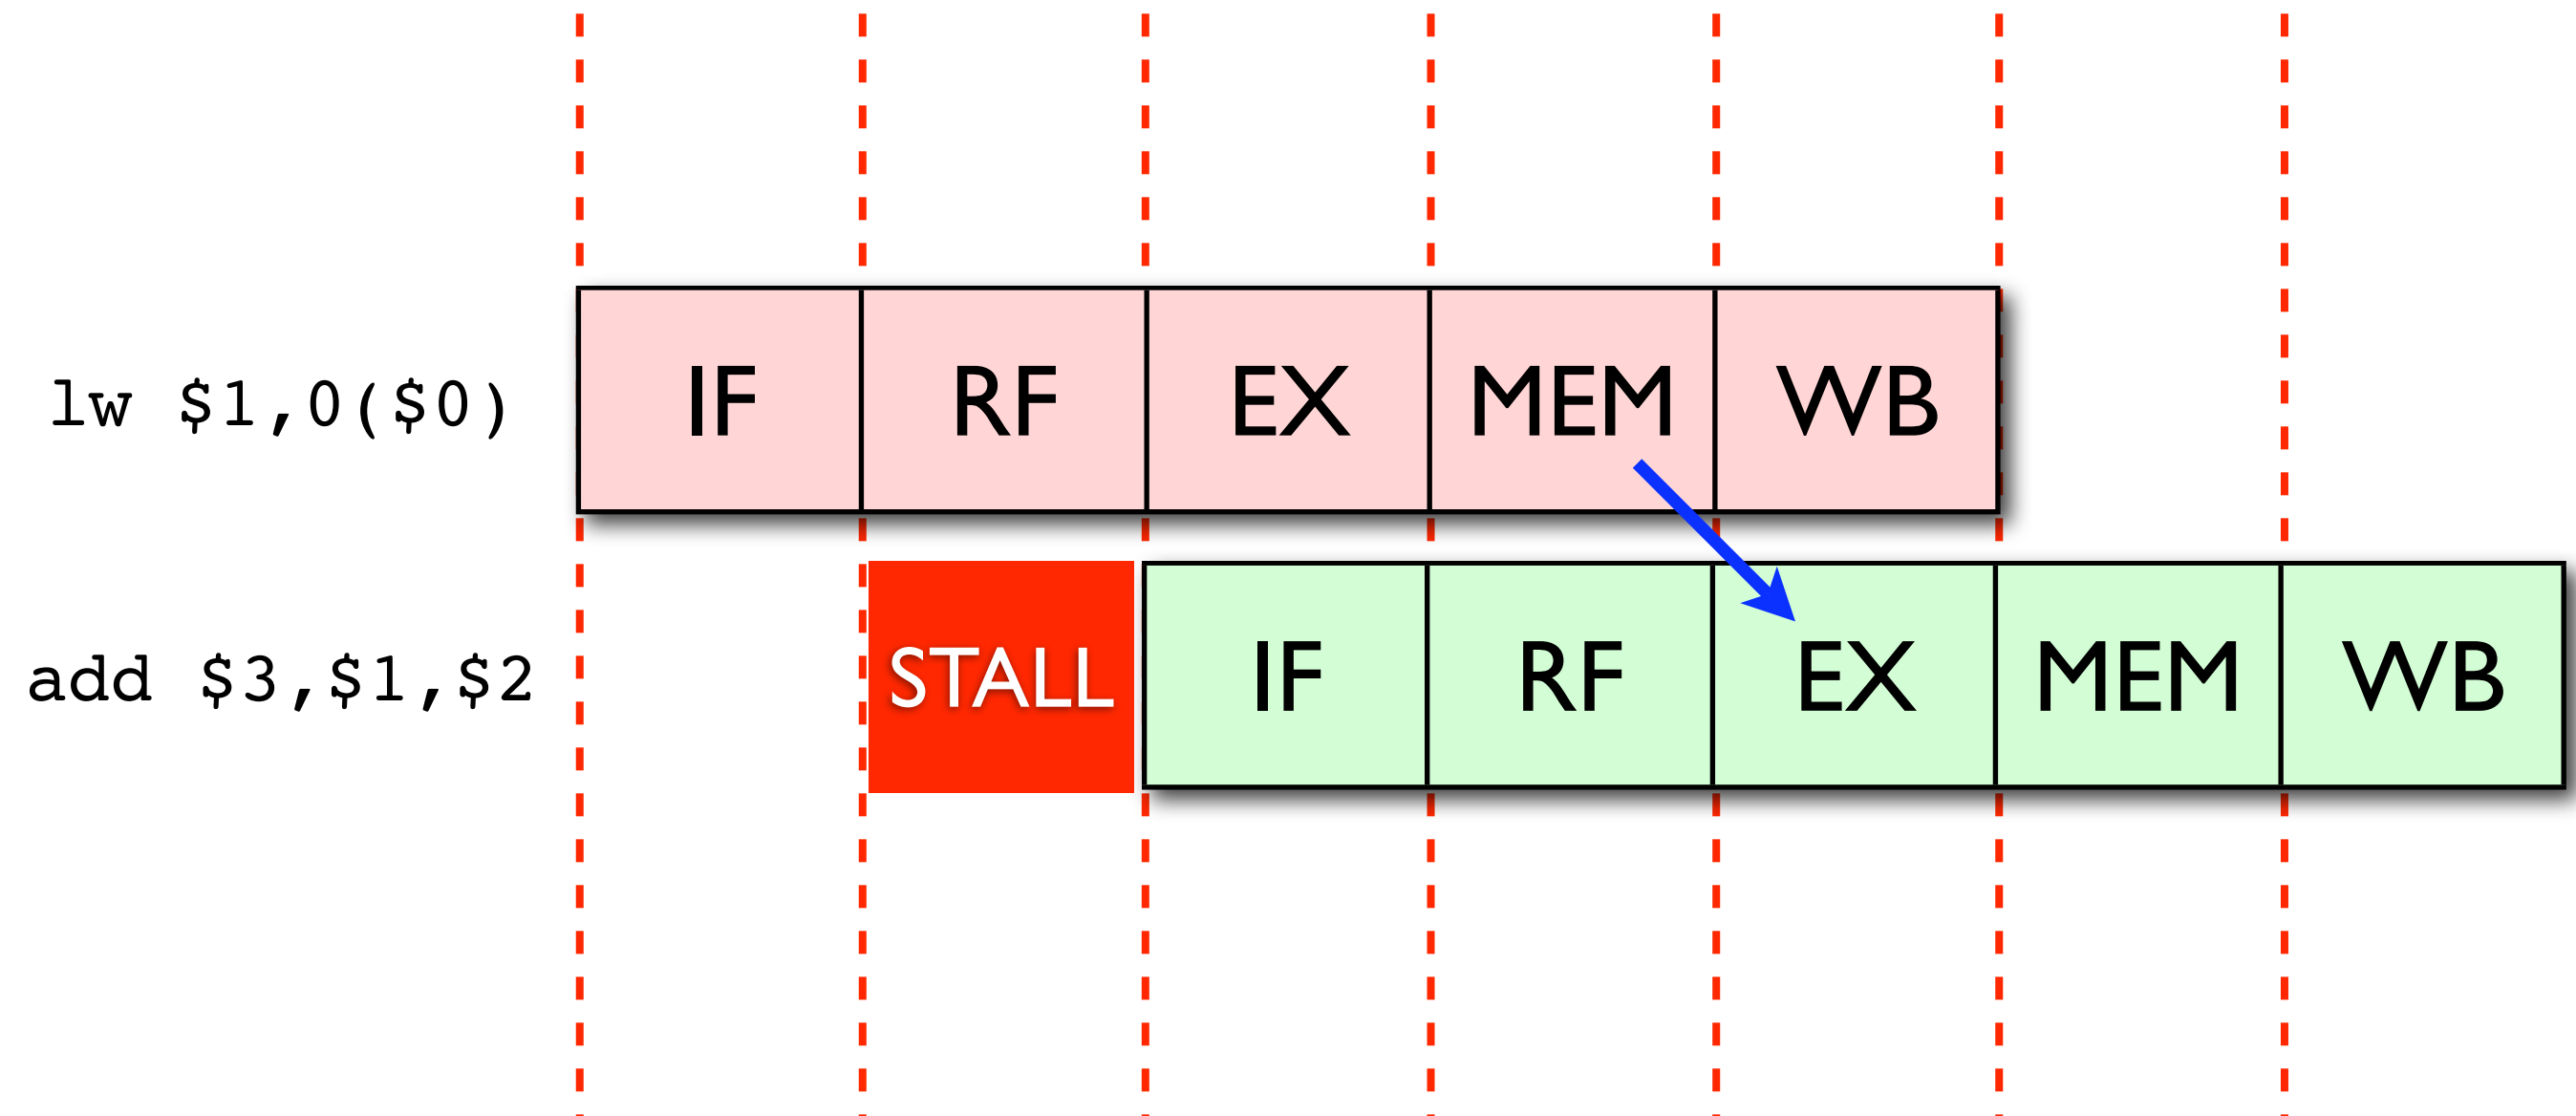 lw $1,0($0) IF RF EX MEM WB
add $3,$1,$2 STALL IF RF EX MEM WB